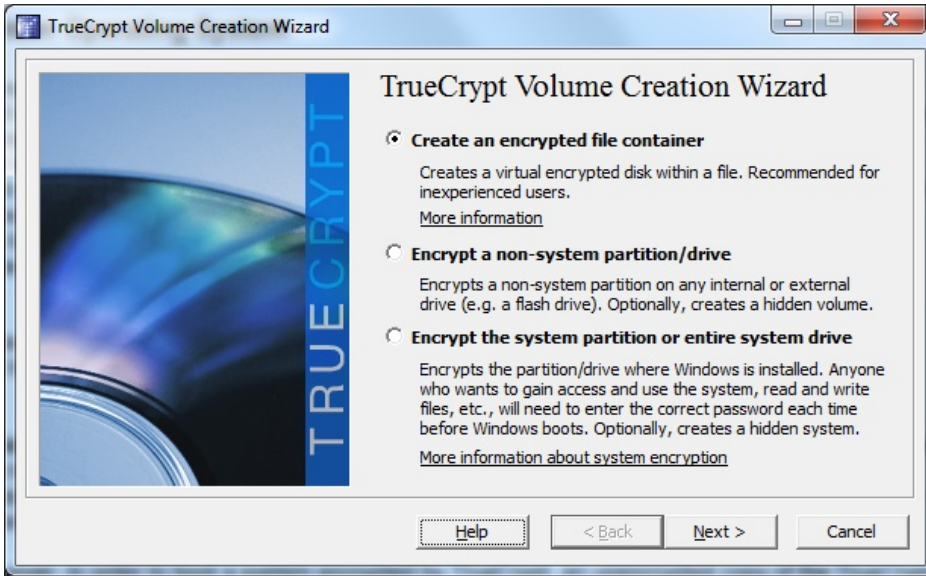 TrueCrypt Volume Creation Wizard
TRUECRYPT
TrueCrypt Volume Creation Wizard
Create an encrypted file container
Creates a virtual encrypted disk within a file. Recommended for
inexperienced users.
More information
Encrypt a non-system partition/drive
Encrypts a non-system partition on any internal or external
drive (e.g. a flash drive). Optionally, creates a hidden volume.
Encrypt the system partition or entire system drive
Encrypts the partition/drive where Windows is installed. Anyone
who wants to gain access and use the system, read and write
files, etc., will need to enter the correct password each time
before Windows boots. Optionally, creates a hidden system.
More information about system encryption
Help
< Back
Next >
Cancel